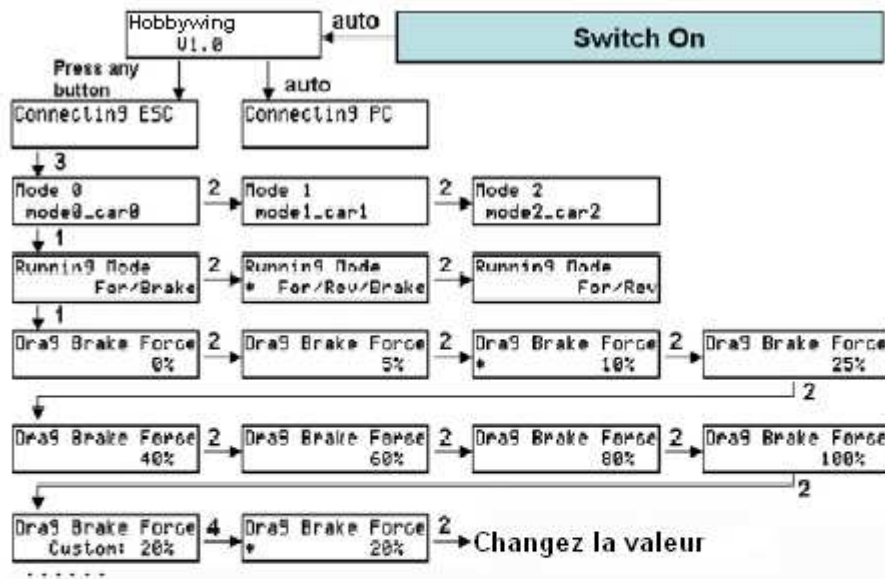 Hobbywing
V1.0
auto
Switch On
Press any
button
auto
Connecting ESC
Connecting PC
3
Mode 0
mode0_car0
2
Mode 1
mode1_car1
2
Mode 2
mode2_car2
1
Running Mode
For/Brake
2
Running Mode
* For/Rev/Brake
2
Running Mode
For/Rev
1
Drag Brake Force
0%
2
Drag Brake Force
5%
2
Drag Brake Force
* 10%
2
Drag Brake Force
25%
2
Drag Brake Force
40%
2
Drag Brake Force
60%
2
Drag Brake Force
80%
2
Drag Brake Force
100%
2
Drag Brake Force
Custom: 20%
4
Drag Brake Force
* 20%
2
Changez la valeur
......